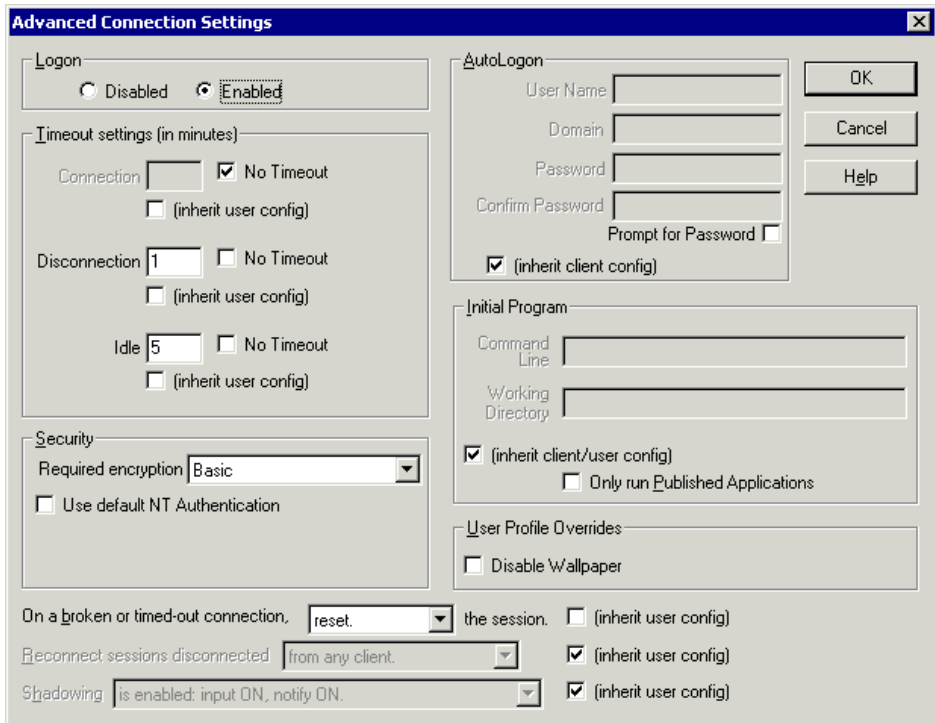 Advanced Connection Settings
Logon
Disabled
Enabled
Timeout settings (in minutes)
Connection
No Timeout
(inherit user config)
Disconnection 1
No Timeout
(inherit user config)
Idle 5
No Timeout
(inherit user config)
Security
Required encryption Basic
Use default NT Authentication
AutoLogon
User Name
Domain
Password
Confirm Password
Prompt for Password
(inherit client config)
OK
Cancel
Help
Initial Program
Command
Line
Working
Directory
(inherit client/user config)
Only run Published Applications
User Profile Overrides
Disable Wallpaper
On a broken or timed-out connection, reset. the session. (inherit user config)
Reconnect sessions disconnected from any client. (inherit user config)
Shadowing is enabled: input ON, notify ON. (inherit user config)